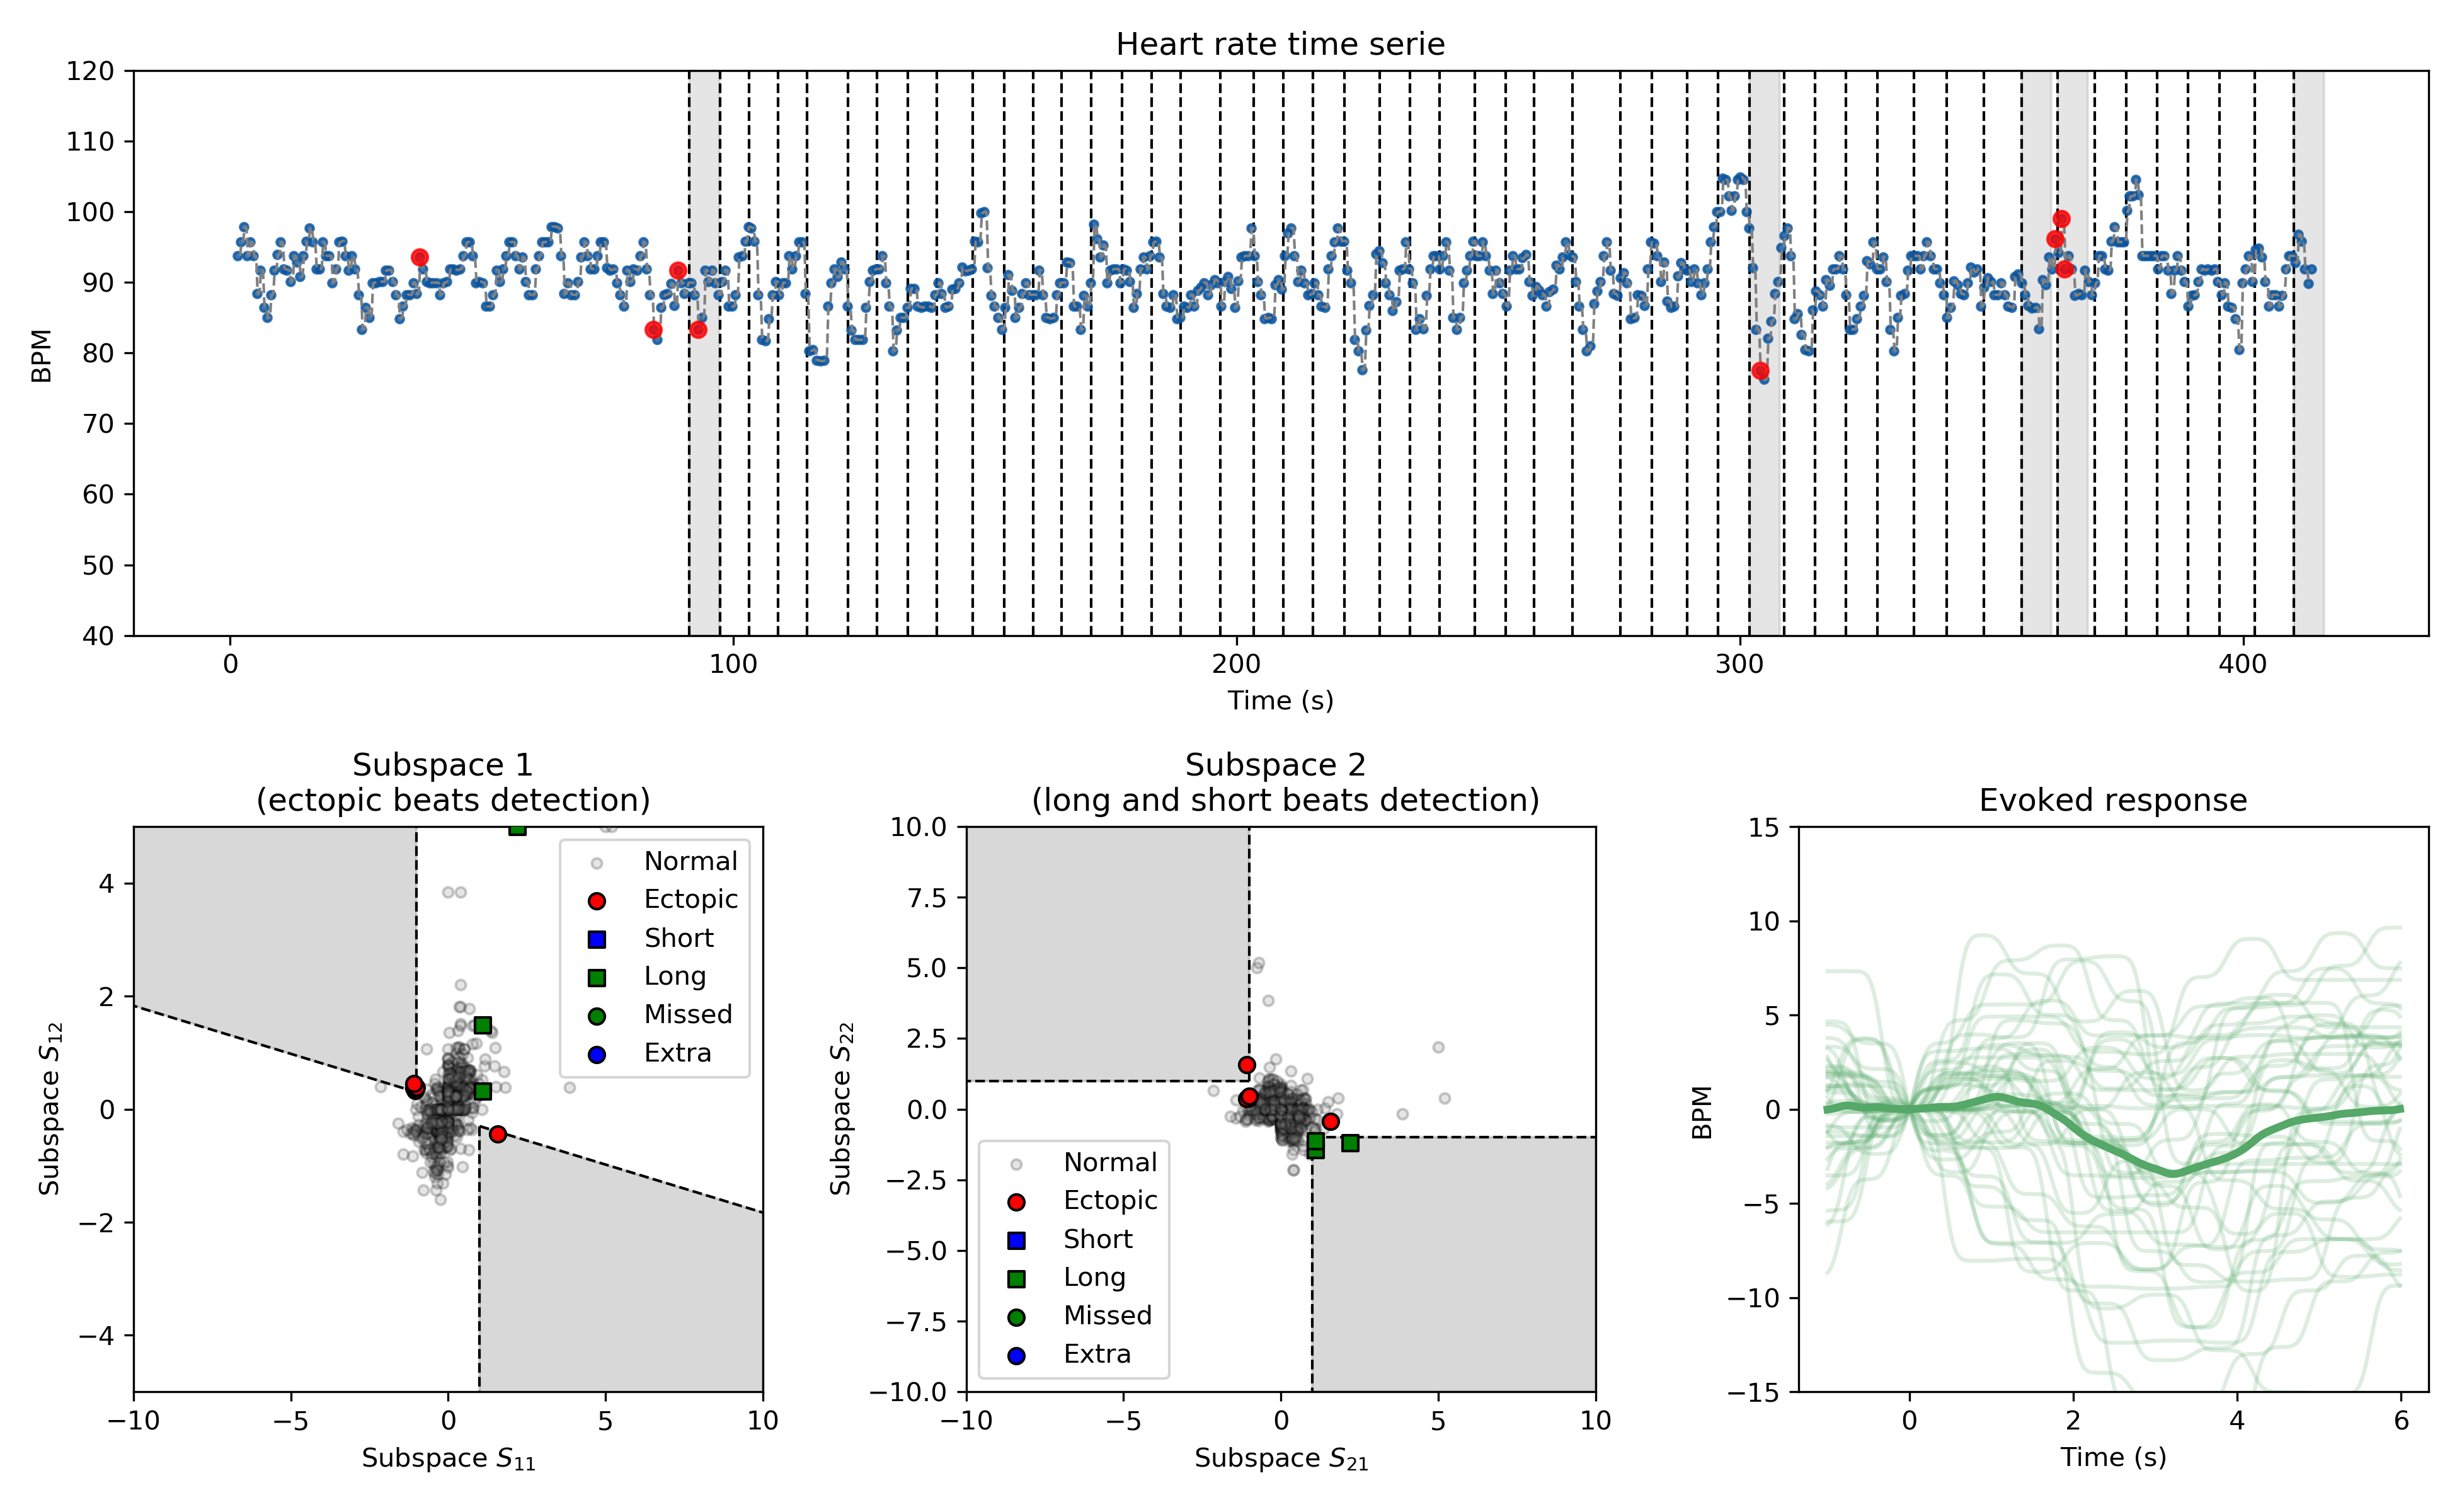 Heart rate time serie
120
110
100
90
80
70
60
50
40
BPM
0 100 200 300 400
Time (s)
Subspace 1
(ectopic beats detection)
4
2
0
−2
−4
Subspace S₁₂
Normal
Ectopic
Short
Long
Missed
Extra
−10 −5 0 5 10
Subspace S₁₁
Subspace 2
(long and short beats detection)
10.0
7.5
5.0
2.5
0.0
−2.5
−5.0
−7.5
−10.0
Subspace S₂₂
Normal
Ectopic
Short
Long
Missed
Extra
−10 −5 0 5 10
Subspace S₂₁
Evoked response
15
10
5
0
−5
−10
−15
BPM
0 2 4 6
Time (s)